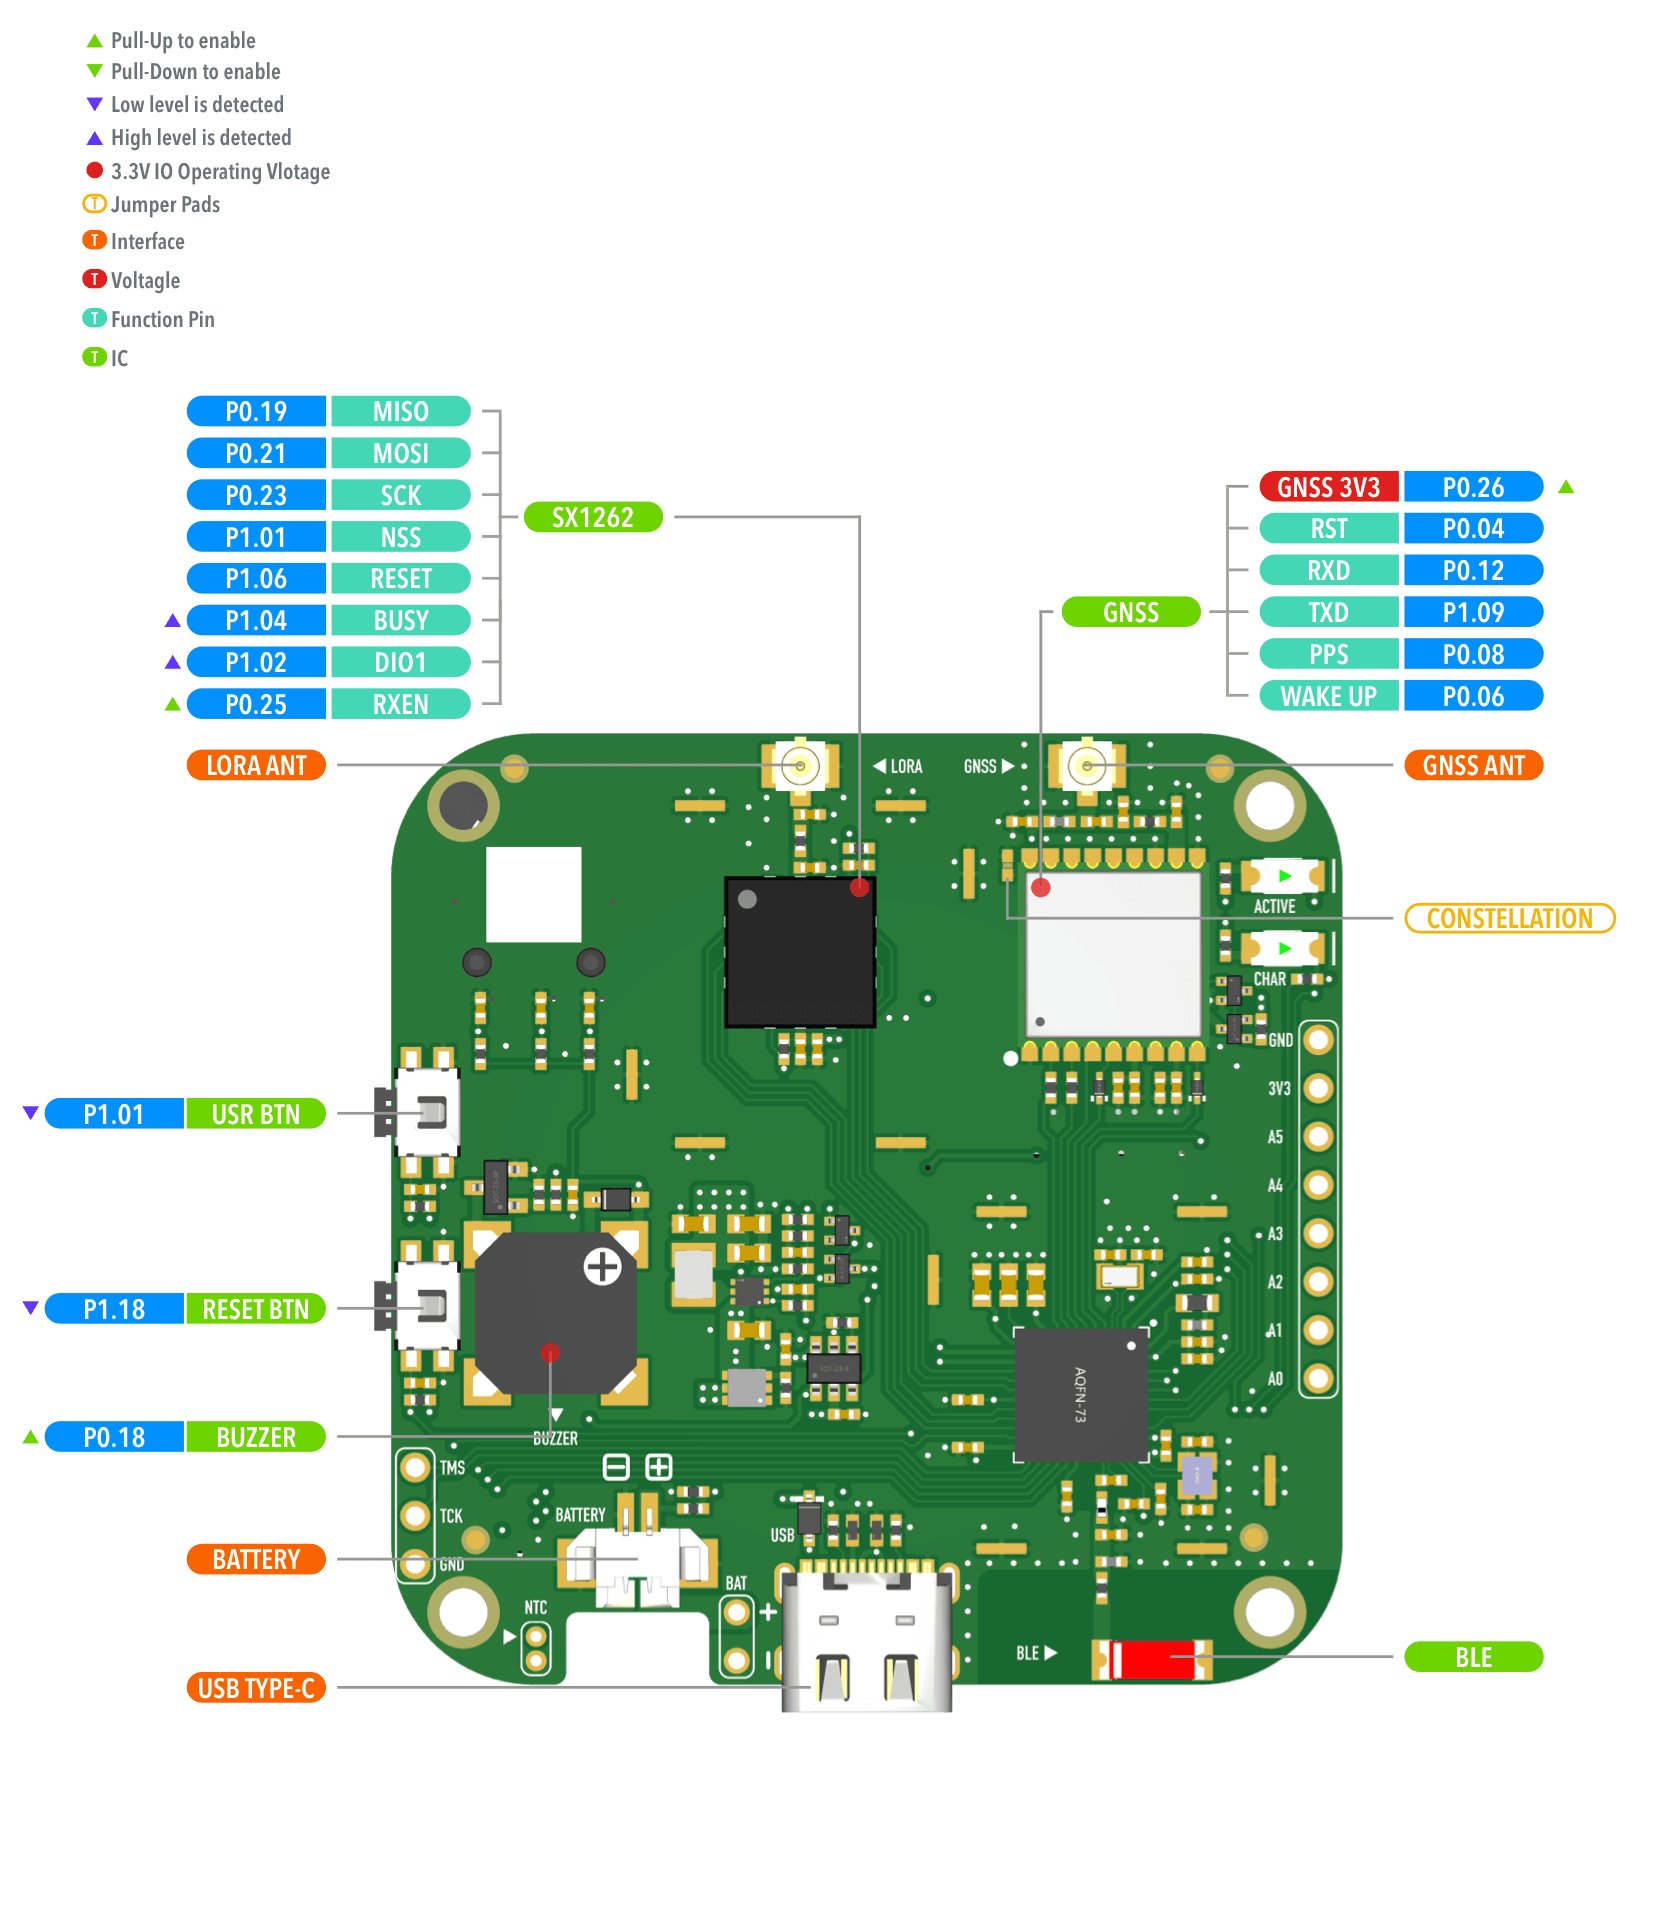 Pull-Up to enable
Pull-Down to enable
Low level is detected
High level is detected
3.3V IO Operating Vlotage
T Jumper Pads
T Interface
T Voltagle
T Function Pin
T IC
P0.19 MISO
P0.21 MOSI
P0.23 SCK
P1.01 NSS
P1.06 RESET
P1.04 BUSY
P1.02 DIO1
P0.25 RXEN
SX1262
GNSS
GNSS 3V3 P0.26
RST P0.04
RXD P0.12
TXD P1.09
PPS P0.08
WAKE UP P0.06
LORA ANT
LORA
GNSS
GNSS ANT
ACTIVE
CONSTELLATION
CHAR
GND
3V3
A5
A4
A3
A2
A1
A0
P1.01 USR BTN
P1.18 RESET BTN
SOT-23-6
AQFN-73
P0.18 BUZZER
BUZZER
TMS
TCK
GND
BATTERY
USB
BATTERY
NTC
BAT
+
−
BLE
BLE
USB TYPE-C